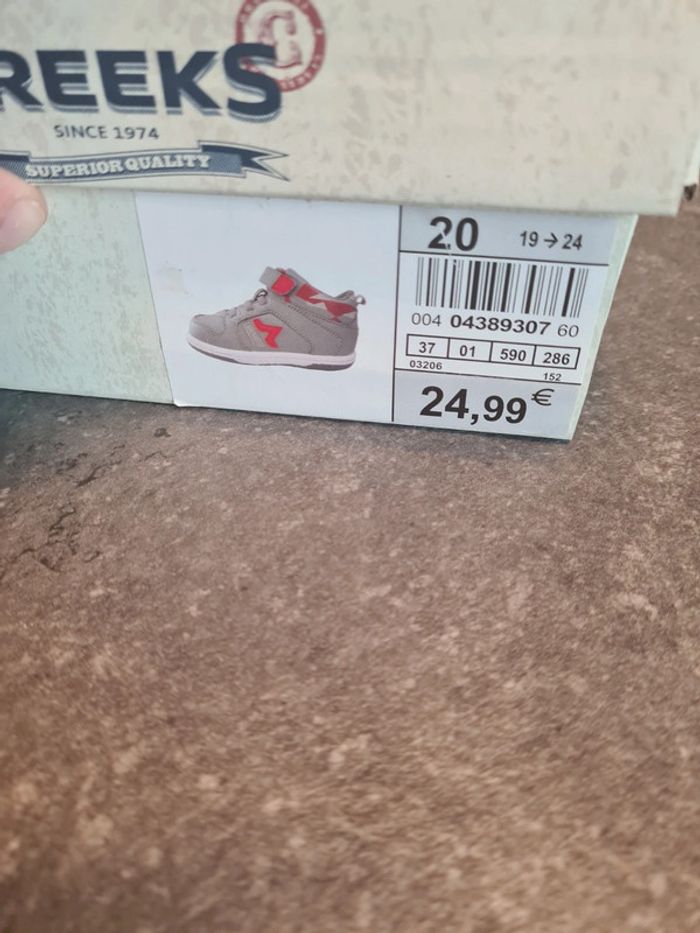 REEKS
SINCE 1974
SUPERIOR QUALITY
20 19→24
004 04389307 60
37 01 590 286
03206 152
24,99€